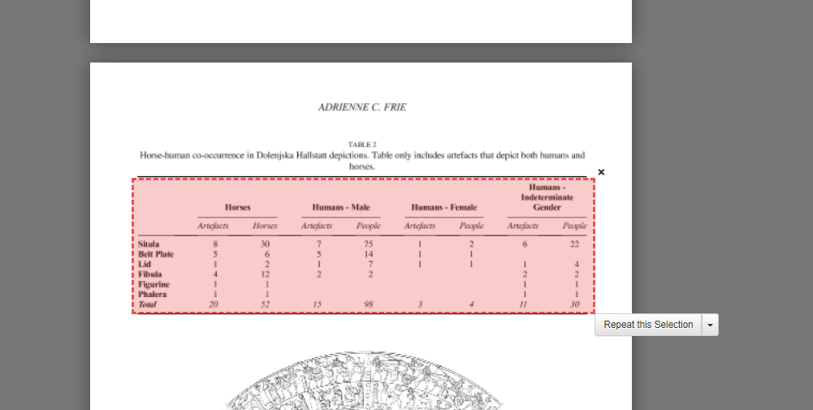 ADRIENNE C. FRIE
TABLE 2
Horse-human co-occurrence in Dolenjska Hallstatt depictions. Table only includes artefacts that depict both humans and
horses.
×
Horses Humans - Male Humans - Female Humans - Indeterminate Gender
Artefacts Horses Artefacts People Artefacts People Artefacts People
Situla 8 30 7 75 1 2 6 22
Belt Plate 5 6 5 14 1 1
Lid 1 2 1 7 1 1 1 4
Fibula 4 12 2 2 2 2
Figurine 1 1 1 1
Phalera 1 1 1 1
Total 20 52 15 98 3 4 11 30
Repeat this Selection